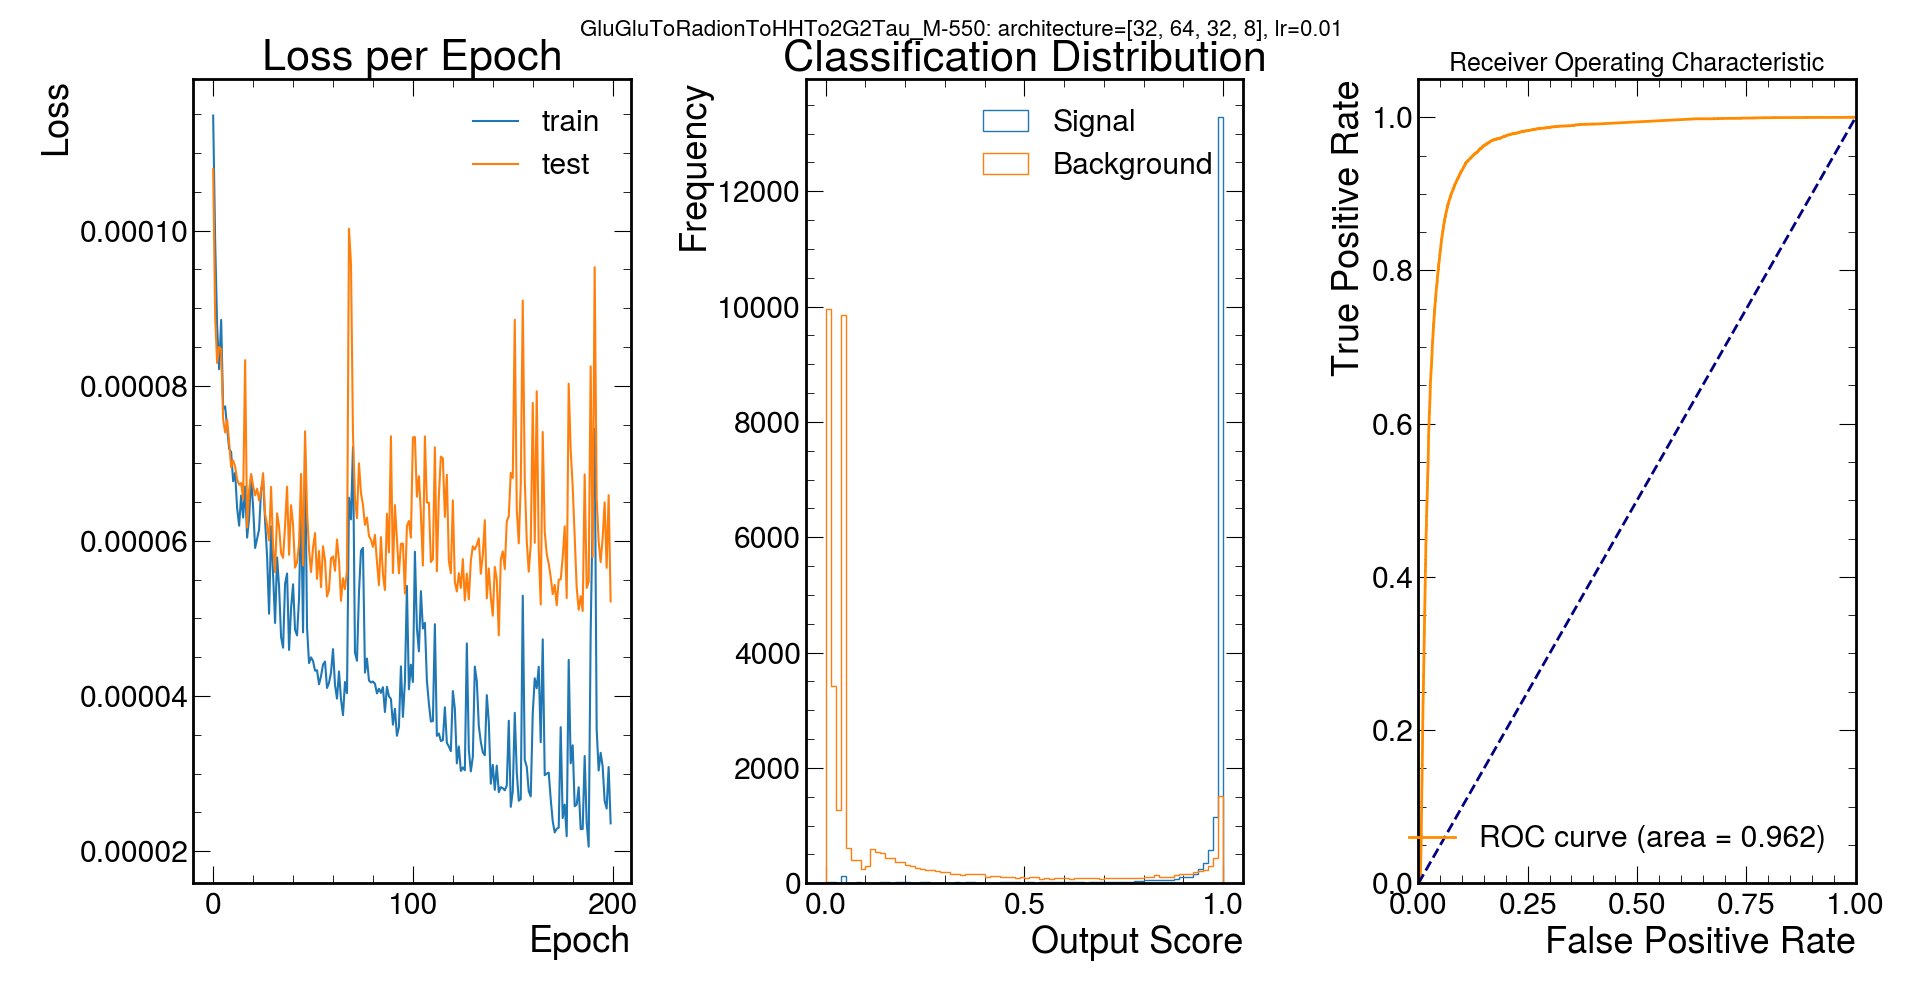 GluGluToRadionToHHTo2G2Tau_M-550: architecture=[32, 64, 32, 8], lr=0.01
Loss per Epoch
Loss
train
test
0.00010
0.00008
0.00006
0.00004
0.00002
0 100 200
Epoch
Classification Distribution
Frequency
Signal
Background
12000
10000
8000
6000
4000
2000
0
0.0 0.5 1.0
Output Score
Receiver Operating Characteristic
True Positive Rate
1.0
0.8
0.6
0.4
0.2
0.0
ROC curve (area = 0.962)
0.00 0.25 0.50 0.75 1.00
False Positive Rate